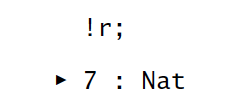 !r;
▸ 7 : Nat